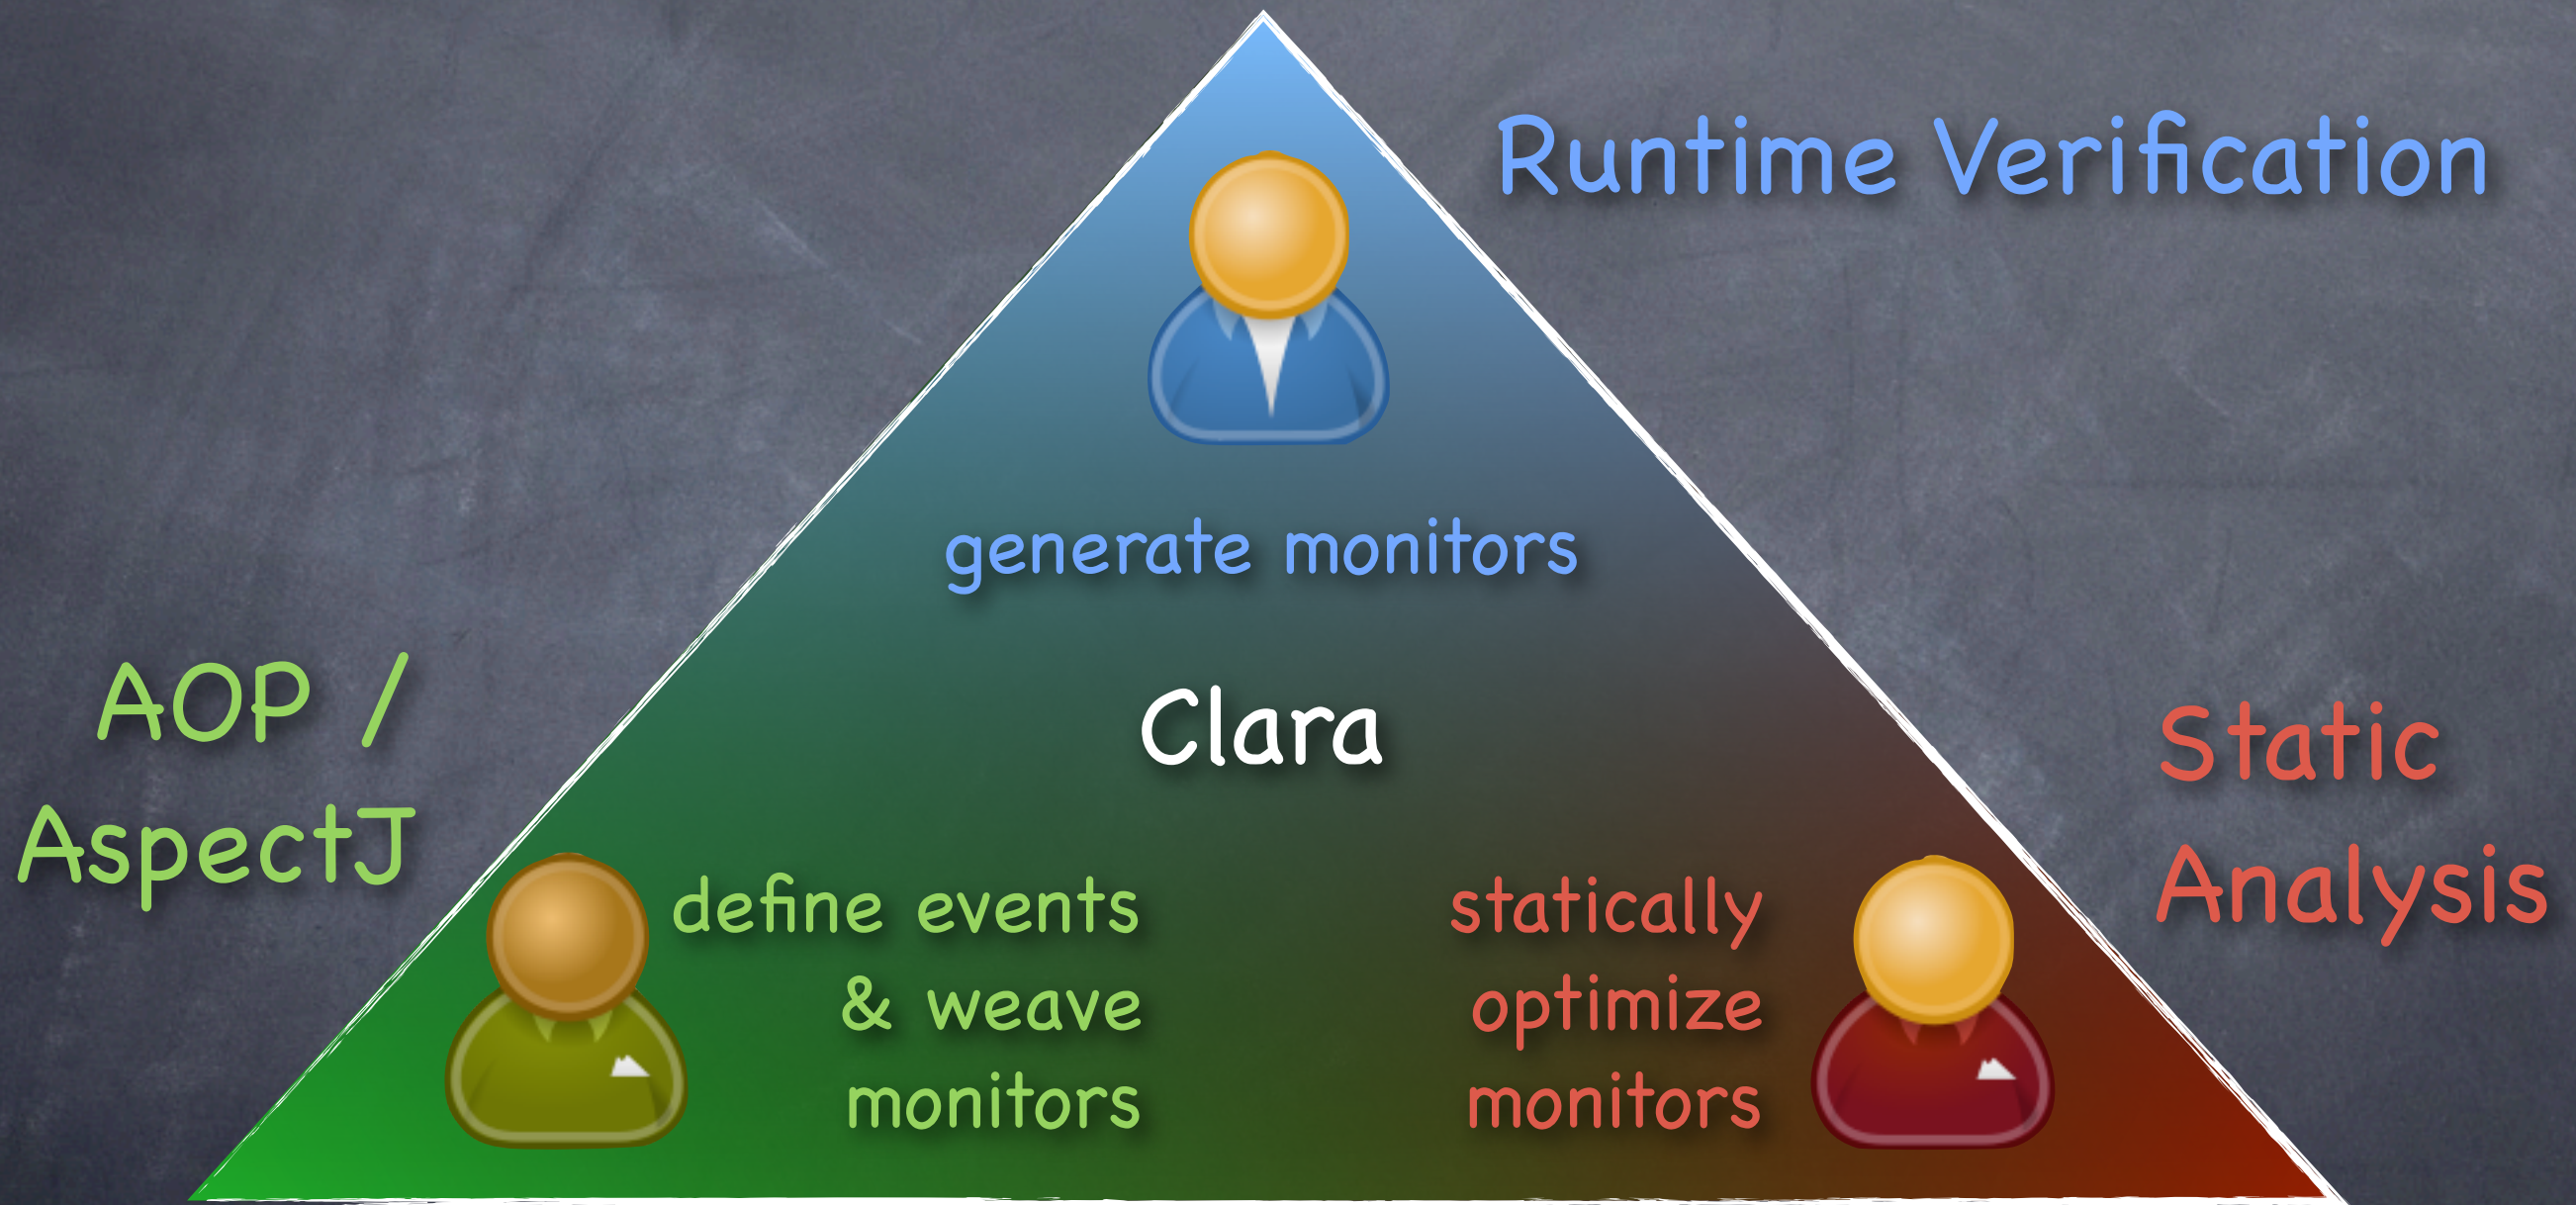 Runtime Verification
generate monitors
Clara
AOP /
AspectJ
define events
& weave
monitors
statically
optimize
monitors
Static
Analysis